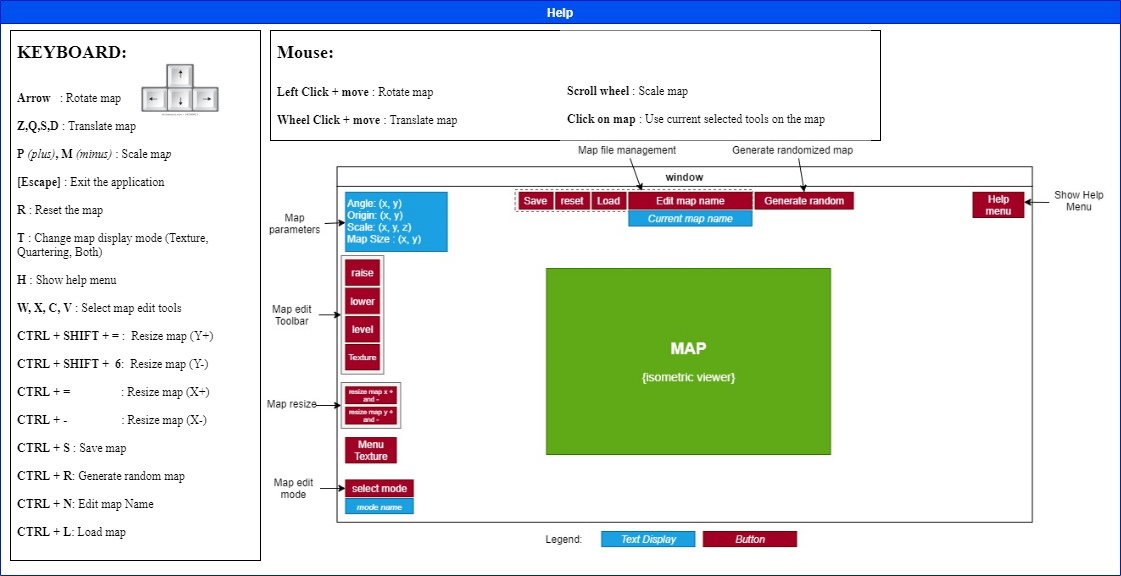 Help
KEYBOARD:
Arrow : Rotate map
Z,Q,S,D : Translate map
P (plus), M (minus) : Scale map
[Escape] : Exit the application
R : Reset the map
T : Change map display mode (Texture,
Quartering, Both)
H : Show help menu
W, X, C, V : Select map edit tools
CTRL + SHIFT + = : Resize map (Y+)
CTRL + SHIFT + 6: Resize map (Y-)
CTRL + = : Resize map (X+)
CTRL + - : Resize map (X-)
CTRL + S : Save map
CTRL + R: Generate random map
CTRL + N: Edit map Name
CTRL + L: Load map
Mouse:
Left Click + move : Rotate map
Scroll wheel : Scale map
Wheel Click + move : Translate map
Click on map : Use current selected tools on the map
Map file management
Generate randomized map
window
Map
parameters
Angle: (x, y)
Origin: (x, y)
Scale: (x, y, z)
Map Size : (x, y)
Save
reset
Load
Edit map name
Current map name
Generate random
Help
menu
Show Help
Menu
Map edit
Toolbar
raise
lower
level
Texture
Map resize
resize map x +
and -
resize map y +
and -
Menu
Texture
Map edit
mode
select mode
mode name
MAP
{isometric viewer}
Legend:
Text Display
Button